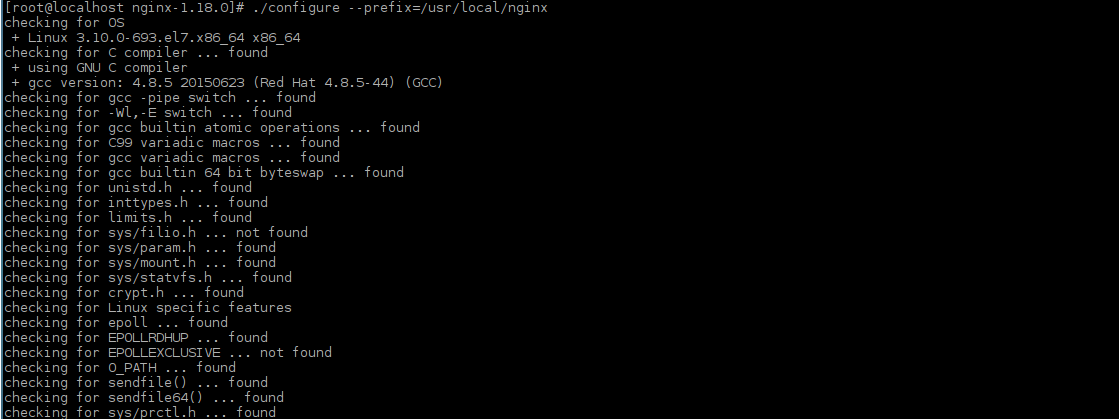 [root@localhost nginx-1.18.0]# ./configure --prefix=/usr/local/nginx
checking for OS
 + Linux 3.10.0-693.el7.x86_64 x86_64
checking for C compiler ... found
 + using GNU C compiler
 + gcc version: 4.8.5 20150623 (Red Hat 4.8.5-44) (GCC)
checking for gcc -pipe switch ... found
checking for -Wl,-E switch ... found
checking for gcc builtin atomic operations ... found
checking for C99 variadic macros ... found
checking for gcc variadic macros ... found
checking for gcc builtin 64 bit byteswap ... found
checking for unistd.h ... found
checking for inttypes.h ... found
checking for limits.h ... found
checking for sys/filio.h ... not found
checking for sys/param.h ... found
checking for sys/mount.h ... found
checking for sys/statvfs.h ... found
checking for crypt.h ... found
checking for Linux specific features
checking for epoll ... found
checking for EPOLLRDHUP ... found
checking for EPOLLEXCLUSIVE ... not found
checking for O_PATH ... found
checking for sendfile() ... found
checking for sendfile64() ... found
checking for sys/prctl.h ... found